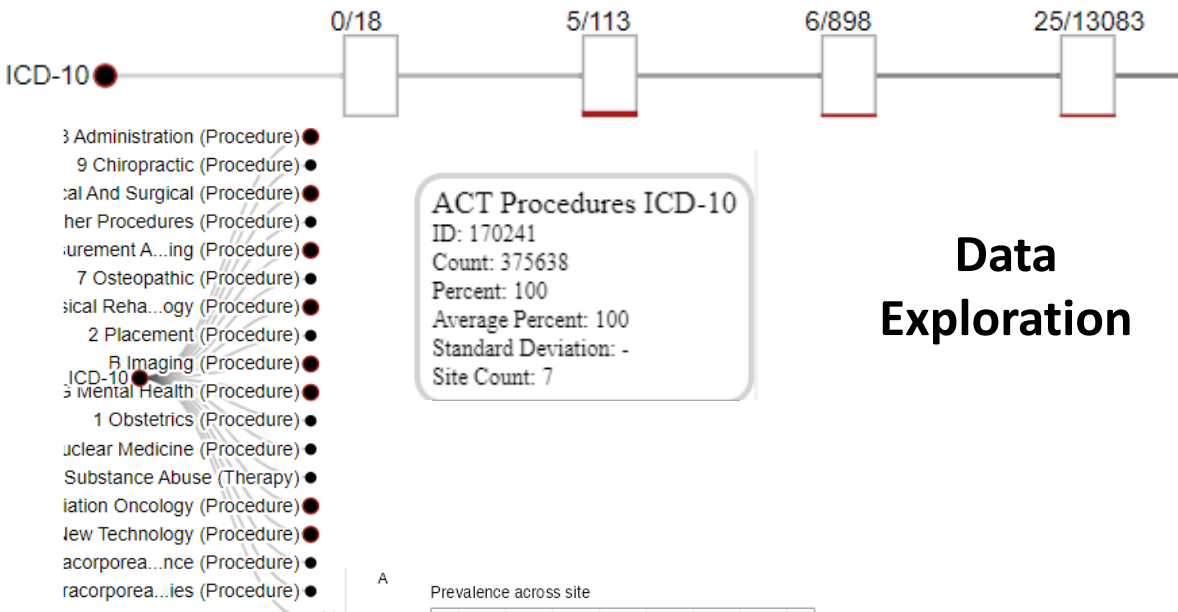 0/18 5/113 6/898 25/13083
ICD-10
3 Administration (Procedure)
9 Chiropractic (Procedure)
cal And Surgical (Procedure)
her Procedures (Procedure)
urement A...ing (Procedure)
7 Osteopathic (Procedure)
sical Reha...ogy (Procedure)
2 Placement (Procedure)
B Imaging (Procedure)
ICD-10
G Mental Health (Procedure)
1 Obstetrics (Procedure)
uclear Medicine (Procedure)
Substance Abuse (Therapy)
iation Oncology (Procedure)
New Technology (Procedure)
acorporea...nce (Procedure)
racorporea...ies (Procedure)
ACT Procedures ICD-10
ID: 170241
Count: 375638
Percent: 100
Average Percent: 100
Standard Deviation: -
Site Count: 7
Data
Exploration
A
Prevalence across site